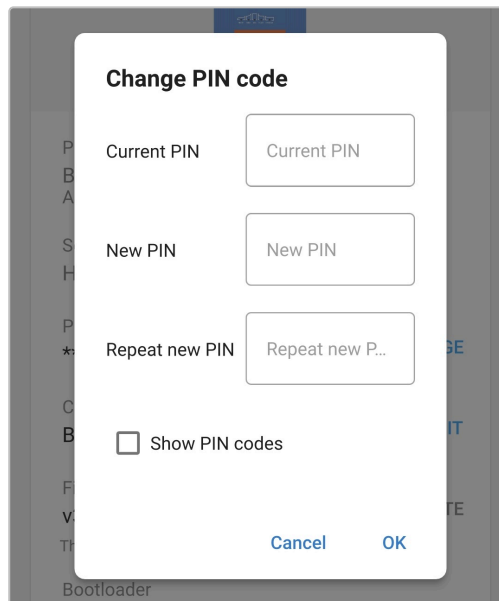 Change PIN code
Current PIN
Current PIN
New PIN
New PIN
Repeat new PIN
Repeat new P...
Show PIN codes
Cancel
OK
Bootloader